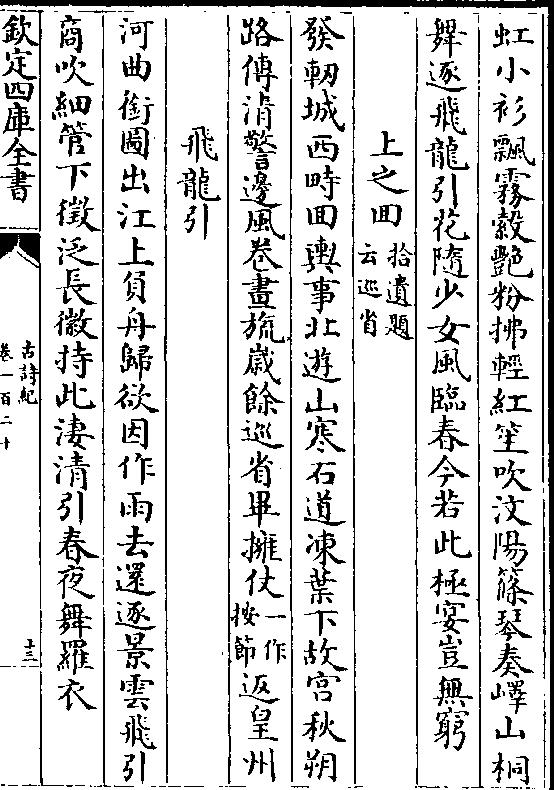 虹小衫飄霧縠艶粉拂輕紅笙吹汶陽篠琴奏嶧山桐
舞逐飛龍引花隨少女風臨春今若此極宴豈無窮
上之回拾遺題云巡省
發軔城西畤回輿事北遊山寒石道凍葉下故宮秋朔
路傳清警邊風卷畫旒歲餘巡省畢擁仗一作按節返皇州
飛龍引
河曲銜圖出江上負舟歸欲因作雨去還逐景雲飛引
商吹細管下徵泛長徽持此淒清引春夜舞羅衣
欽定四庫全書
古詩紀
卷一百二十
十三